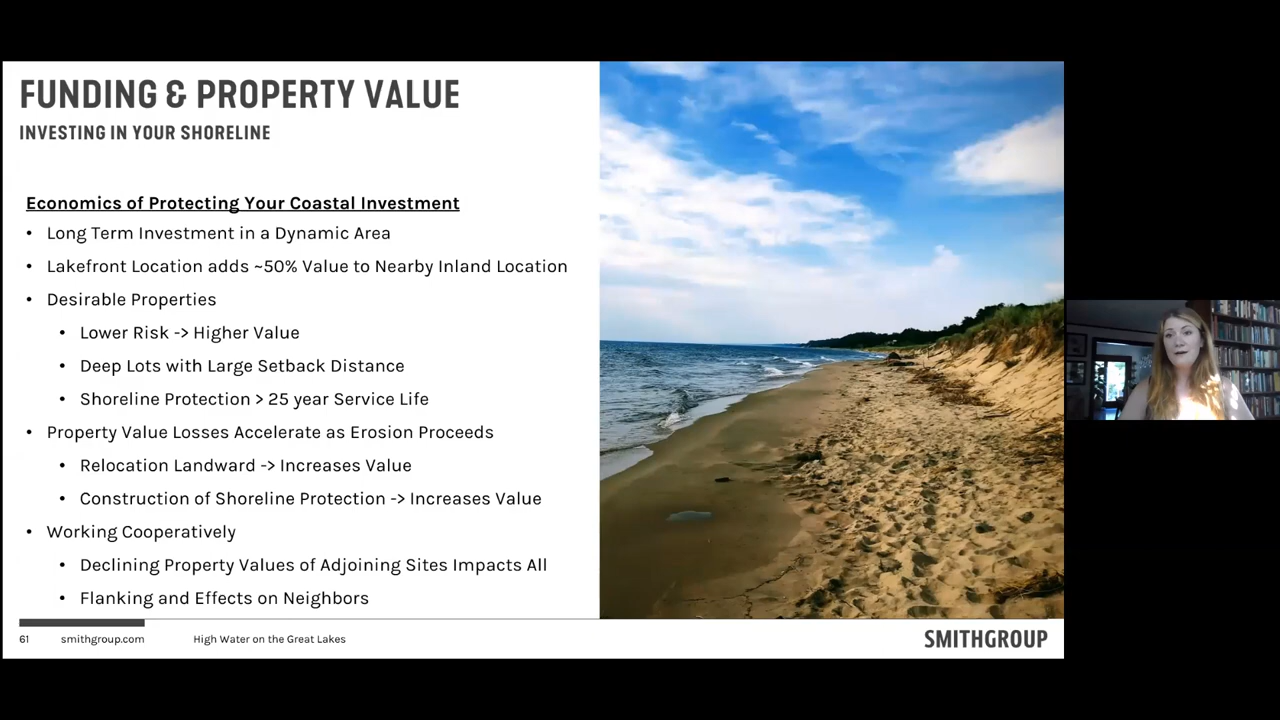 FUNDING & PROPERTY VALUE
INVESTING IN YOUR SHORELINE
Economics of Protecting Your Coastal Investment
• Long Term Investment in a Dynamic Area
• Lakefront Location adds ~50% Value to Nearby Inland Location
• Desirable Properties
• Lower Risk -> Higher Value
• Deep Lots with Large Setback Distance
• Shoreline Protection > 25 year Service Life
• Property Value Losses Accelerate as Erosion Proceeds
• Relocation Landward -> Increases Value
• Construction of Shoreline Protection -> Increases Value
• Working Cooperatively
• Declining Property Values of Adjoining Sites Impacts All
• Flanking and Effects on Neighbors
61 smithgroup.com High Water on the Great Lakes SMITHGROUP